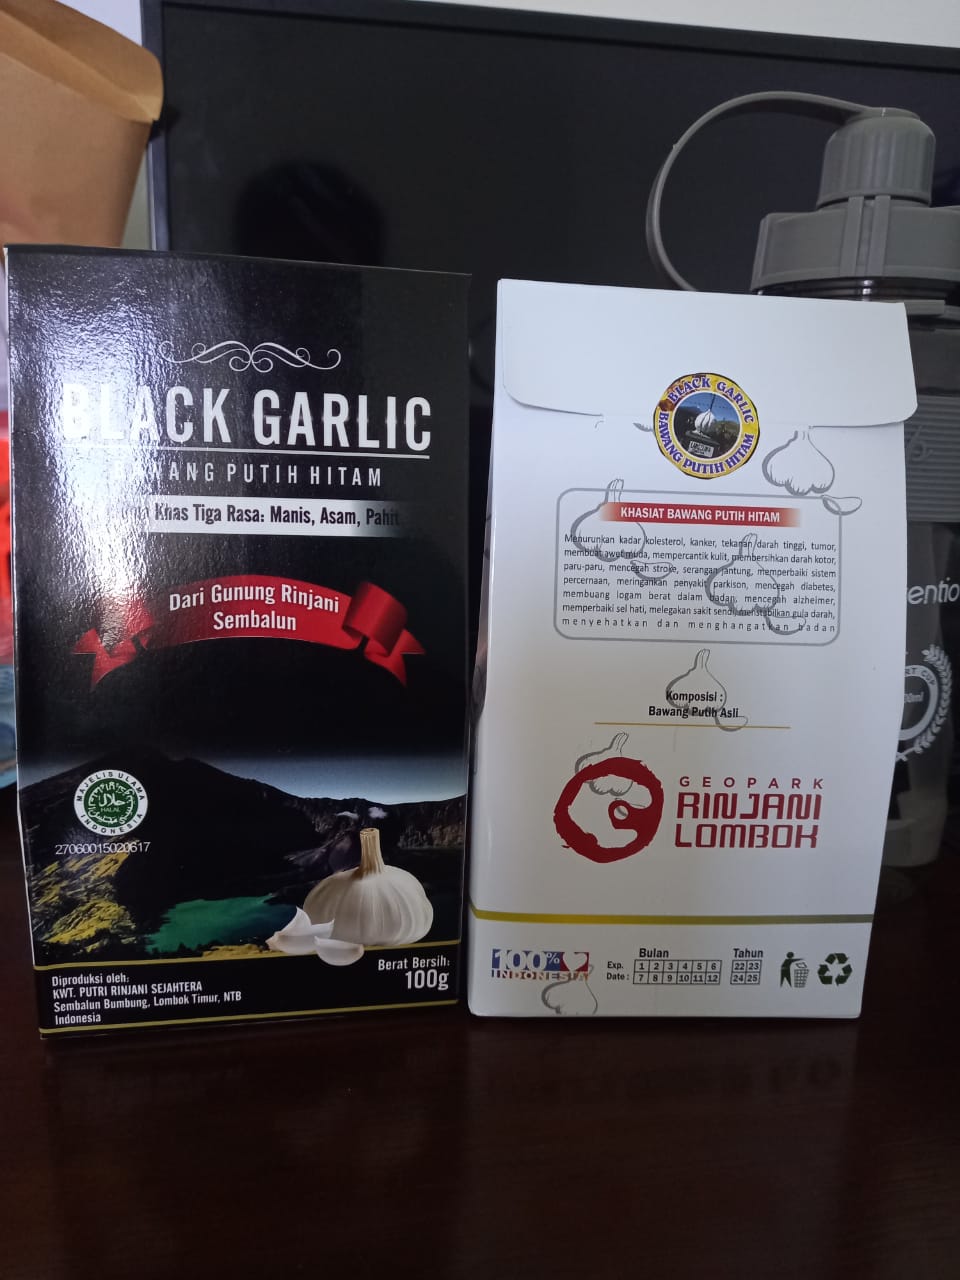 BLACK GARLIC
BAWANG PUTIH HITAM
Khas Tiga Rasa: Manis, Asam, Pahit
Dari Gunung Rinjani
Sembalun
MAJELIS ULAMA
حلال
HALAL
INDONESIA
27060015020617
Diproduksi oleh:
KWT. PUTRI RINJANI SEJAHTERA
Sembalun Bumbung, Lombok Timur, NTB
Indonesia
Berat Bersih:
100g
BLACK GARLIC
BAWANG PUTIH HITAM
KHASIAT BAWANG PUTIH HITAM
Menurunkan kadar kolesterol, kanker, tekanan darah tinggi, tumor,
membuat awet muda, mempercantik kulit, membersihkan darah kotor,
paru-paru, mencegah stroke, serangan jantung, memperbaiki sistem
percernaan, meringankan penyakit parkison, mencegah diabetes,
membuang logam berat dalam badan, mencegah alzheimer,
memperbaiki sel hati, melegakan sakit sendi, menstabilkan gula darah,
menyehatkan dan menghangatkan badan
Komposisi :
Bawang Putih Asli
GEOPARK
RINJANI
LOMBOK
100%
INDONESIA
Exp. Date :
Bulan
1 2 3 4 5 6
7 8 9 10 11 12
Tahun
22 23
24 25